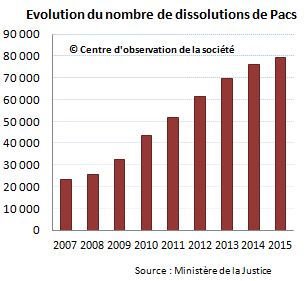 Evolution du nombre de dissolutions de Pacs
© Centre d'observation de la société
90 000
80 000
70 000
60 000
50 000
40 000
30 000
20 000
10 000
0
2007 2008 2009 2010 2011 2012 2013 2014 2015
Source : Ministère de la Justice